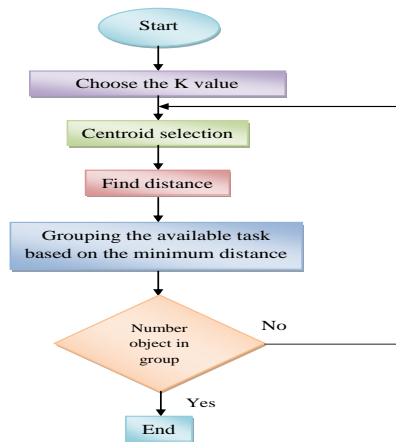 Start
Choose the K value
Centroid selection
Find distance
Grouping the available task
based on the minimum distance
Number
object in
group
No
Yes
End